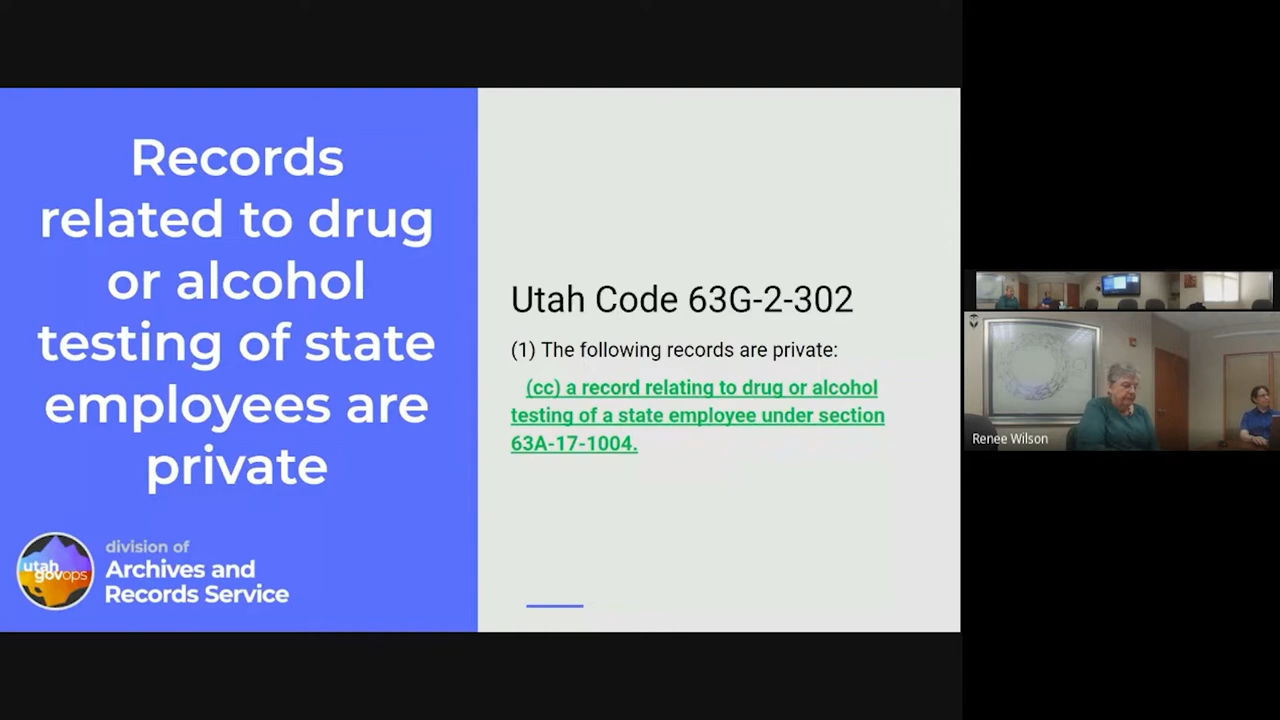 Records
related to drug
or alcohol
testing of state
employees are
private
utah
govops
division of
Archives and
Records Service
Utah Code 63G-2-302
(1) The following records are private:
(cc) a record relating to drug or alcohol
testing of a state employee under section
63A-17-1004.
Renee Wilson